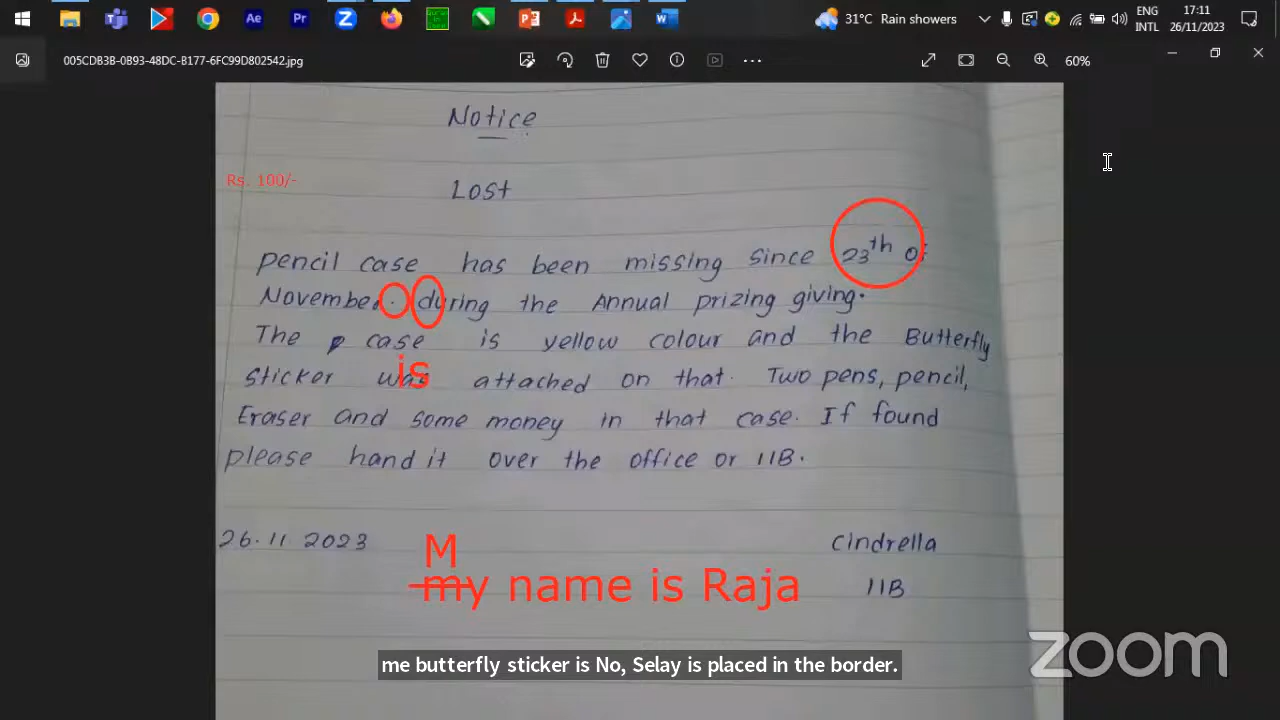 31°C Rain showers
ENG
INTL
17:11
26/11/2023
Ae
Pr
005CDB3B-0B93-48DC-B177-6FC99D802542.jpg
60%
Notice
Rs. 100/-
Lost
pencil case has been missing since 23th of
November. during the Annual prizing giving.
The case is yellow colour and the Butterfly
is
sticker was attached on that. Two pens, pencil,
Eraser and some money in that case. If found
please hand it over the office or 11B.
26.11 2023
Cindrella
M
my name is Raja
11B
zoom
me butterfly sticker is No, Selay is placed in the border.